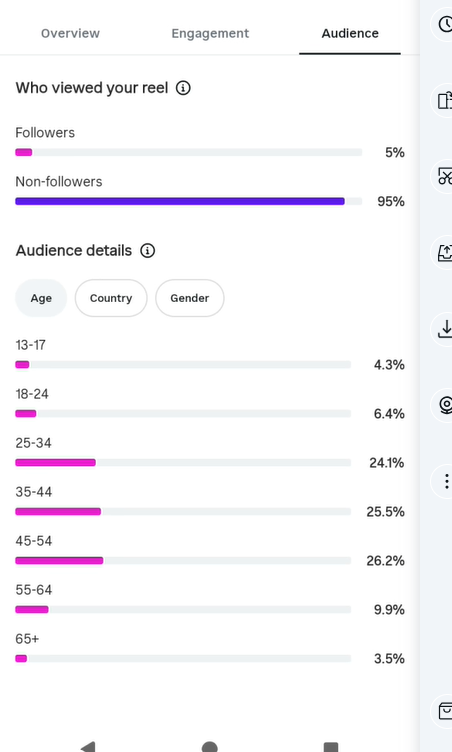 Overview Engagement Audience
Who viewed your reel
Followers
5%
Non-followers
95%
Audience details
Age Country Gender
13-17
4.3%
18-24
6.4%
25-34
24.1%
35-44
25.5%
45-54
26.2%
55-64
9.9%
65+
3.5%